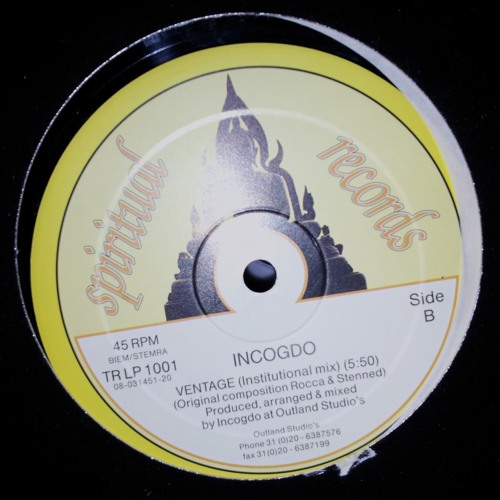 spiritual
records
Side
B
45 RPM
BIEM/STEMRA
TR LP 1001
08-031451-20
INCOGDO
VENTAGE (Institutional mix) (5:50)
(Original composition Rocca & Stenned)
Produced, arranged & mixed
by Incogdo at Outland Studio's
Outland Studio's
Phone 31 (0)20 - 6387576
fax 31(0)20 - 6387199